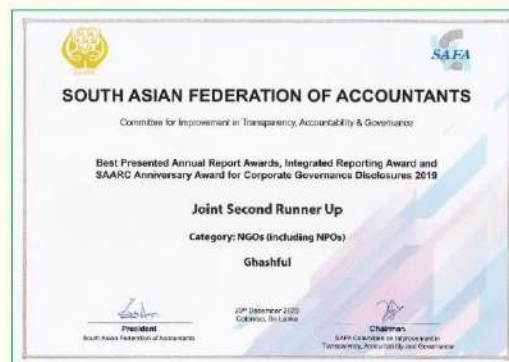 SAFA
SOUTH ASIAN FEDERATION OF ACCOUNTANTS
Committee for Improvement in Transparency, Accountability & Governance
Best Presented Annual Report Awards, Integrated Reporting Award and
SAARC Anniversary Award for Corporate Governance Disclosures 2019
Joint Second Runner Up
Category: NGOs (including NPOs)
Ghashful
December 2020
Colombo, Sri Lanka
President
South Asian Federation of Accountants
Chairman
SAFA Committee on Improvement in
Transparency, Accountability and Governance